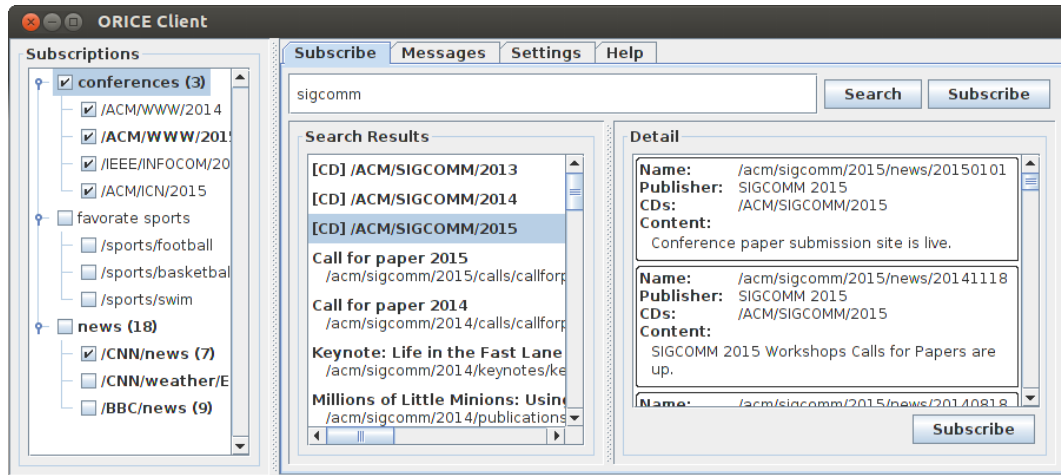 ORICE Client
Subscriptions
conferences (3)
/ACM/WWW/2014
/ACM/WWW/201
/IEEE/INFOCOM/20
/ACM/ICN/2015
favorate sports
/sports/football
/sports/basketbal
/sports/swim
news (18)
/CNN/news (7)
/CNN/weather/E
/BBC/news (9)
Subscribe Messages Settings Help
sigcomm Search Subscribe
Search Results
[CD] /ACM/SIGCOMM/2013
[CD] /ACM/SIGCOMM/2014
[CD] /ACM/SIGCOMM/2015
Call for paper 2015
/acm/sigcomm/2015/calls/callforp
Call for paper 2014
/acm/sigcomm/2014/calls/callforp
Keynote: Life in the Fast Lane
/acm/sigcomm/2014/keynotes/ke
Millions of Little Minions: Using
/acm/sigcomm/2014/publications
Detail
Name: /acm/sigcomm/2015/news/20150101
Publisher: SIGCOMM 2015
CDs: /ACM/SIGCOMM/2015
Content:
Conference paper submission site is live.
Name: /acm/sigcomm/2015/news/20141118
Publisher: SIGCOMM 2015
CDs: /ACM/SIGCOMM/2015
Content:
SIGCOMM 2015 Workshops Calls for Papers are
up.
Name: /acm/sigcomm/2015/news/20140818
Subscribe